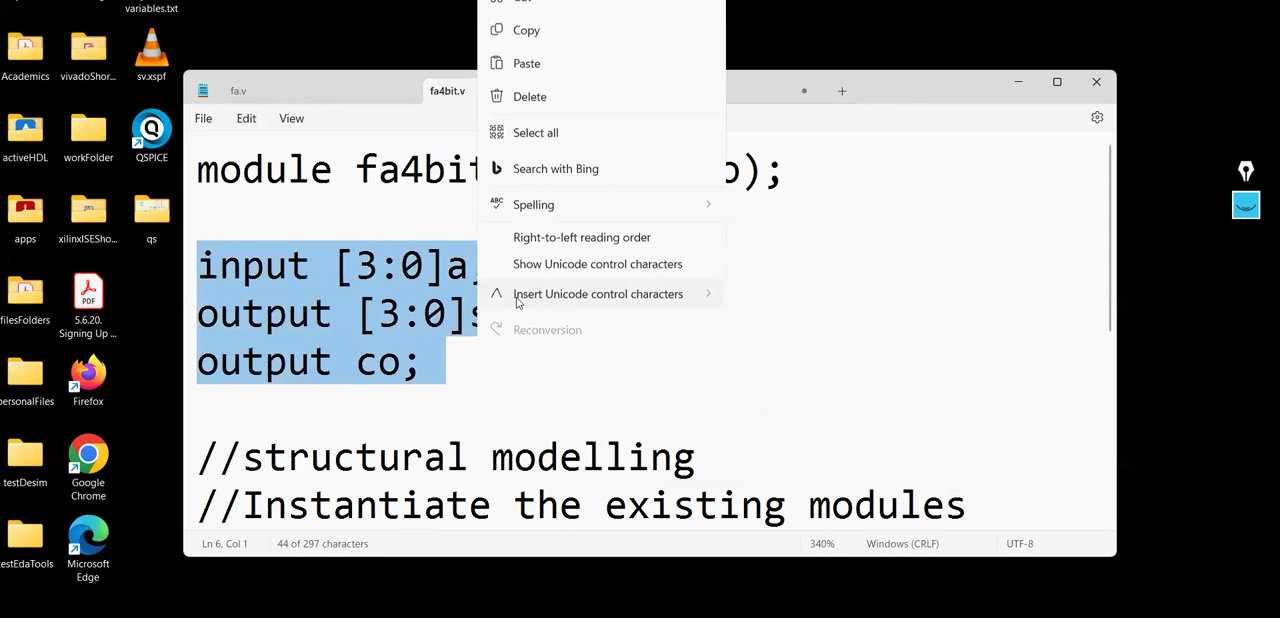 variables.txt
Academics
vivadoShor...
sv.xspf
activeHDL
workFolder
QSPICE
apps
xilinxISESho...
qs
filesFolders
PDF
5.6.20.
Signing Up ...
personalFiles
Firefox
testDesim
Google
Chrome
testEdaTools
Microsoft
Edge
fa.v
fa4bit.v
File
Edit
View
module fa4bit
o);
input [3:0]a,
output [3:0]s
output co;
//structural modelling
//Instantiate the existing modules
Copy
Paste
Delete
Select all
Search with Bing
ABC
Spelling
Right-to-left reading order
Show Unicode control characters
Insert Unicode control characters
Reconversion
Ln 6, Col 1
44 of 297 characters
340%
Windows (CRLF)
UTF-8